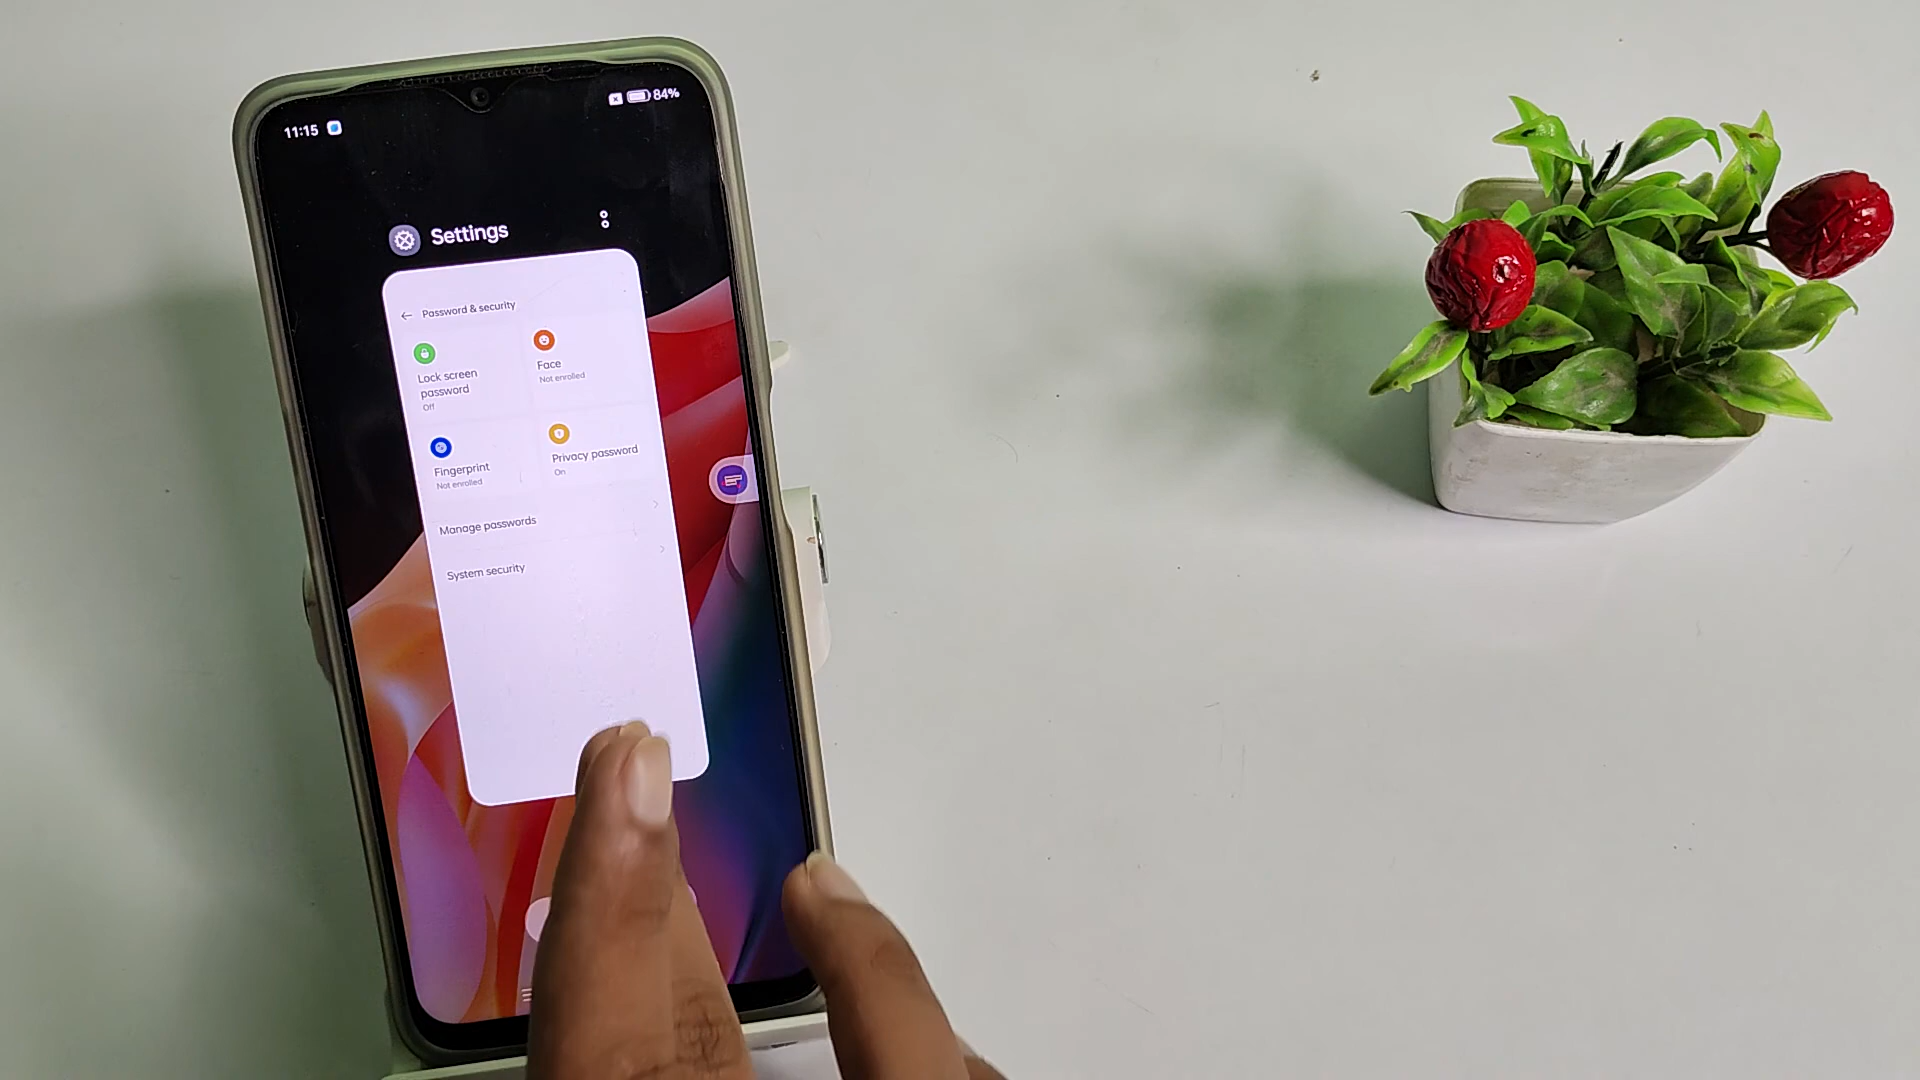 11:15
84%
Settings
Password & security
Lock screen
password
Off
Face
Not enrolled
Fingerprint
Not enrolled
Privacy password
On
Manage passwords
System security